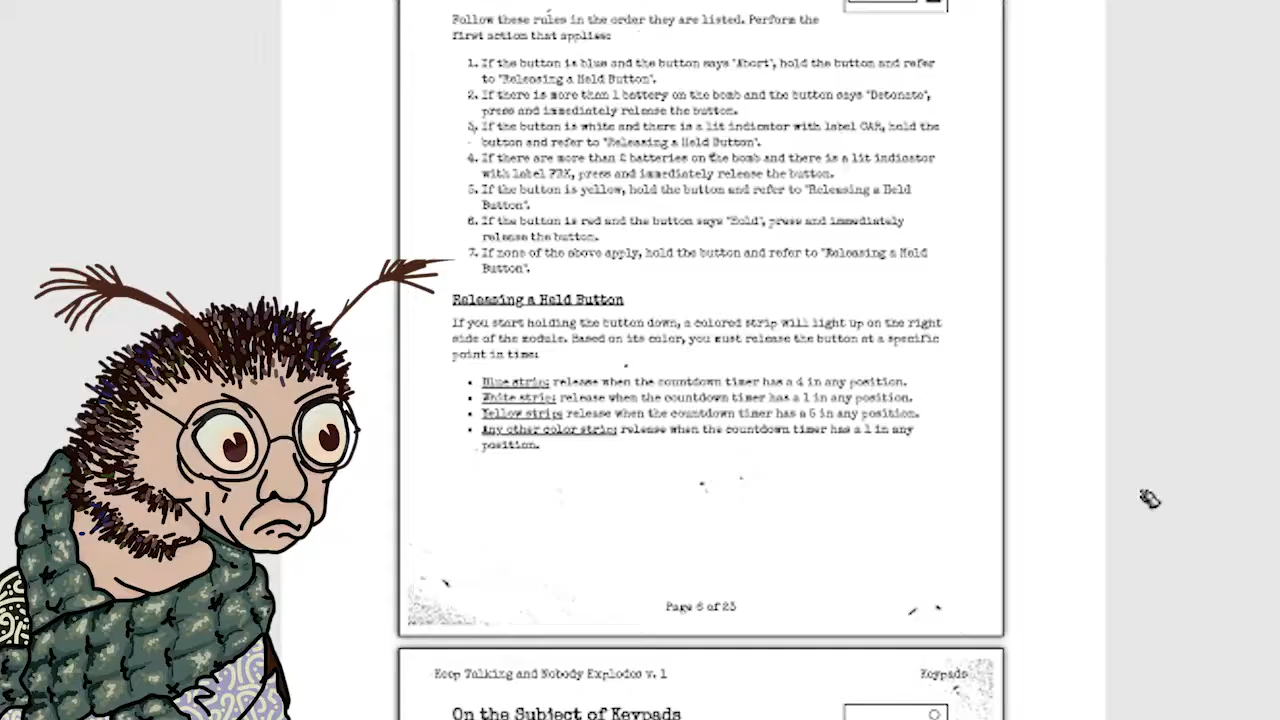 Follow these rules in the order they are listed. Perform the
first action that applies:
1. If the button is blue and the button says "Abort", hold the button and refer
to "Releasing a Held Button".
2. If there is more than 1 battery on the bomb and the button says "Detonate",
press and immediately release the button.
3. If the button is white and there is a lit indicator with label CAR, hold the
button and refer to "Releasing a Held Button".
4. If there are more than 2 batteries on the bomb and there is a lit indicator
with label FRK, press and immediately release the button.
5. If the button is yellow, hold the button and refer to "Releasing a Held
Button".
6. If the button is red and the button says "Hold", press and immediately
release the button.
7. If none of the above apply, hold the button and refer to "Releasing a Held
Button".
Releasing a Held Button
If you start holding the button down, a colored strip will light up on the right
side of the module. Based on its color, you must release the button at a specific
point in time:
• Blue strip: release when the countdown timer has a 4 in any position.
• White strip: release when the countdown timer has a 1 in any position.
• Yellow strip: release when the countdown timer has a 5 in any position.
• Any other color strip: release when the countdown timer has a 1 in any
position.
Page 6 of 23
Keep Talking and Nobody Explodes v. 1
Keypads
On the Subject of Keypads